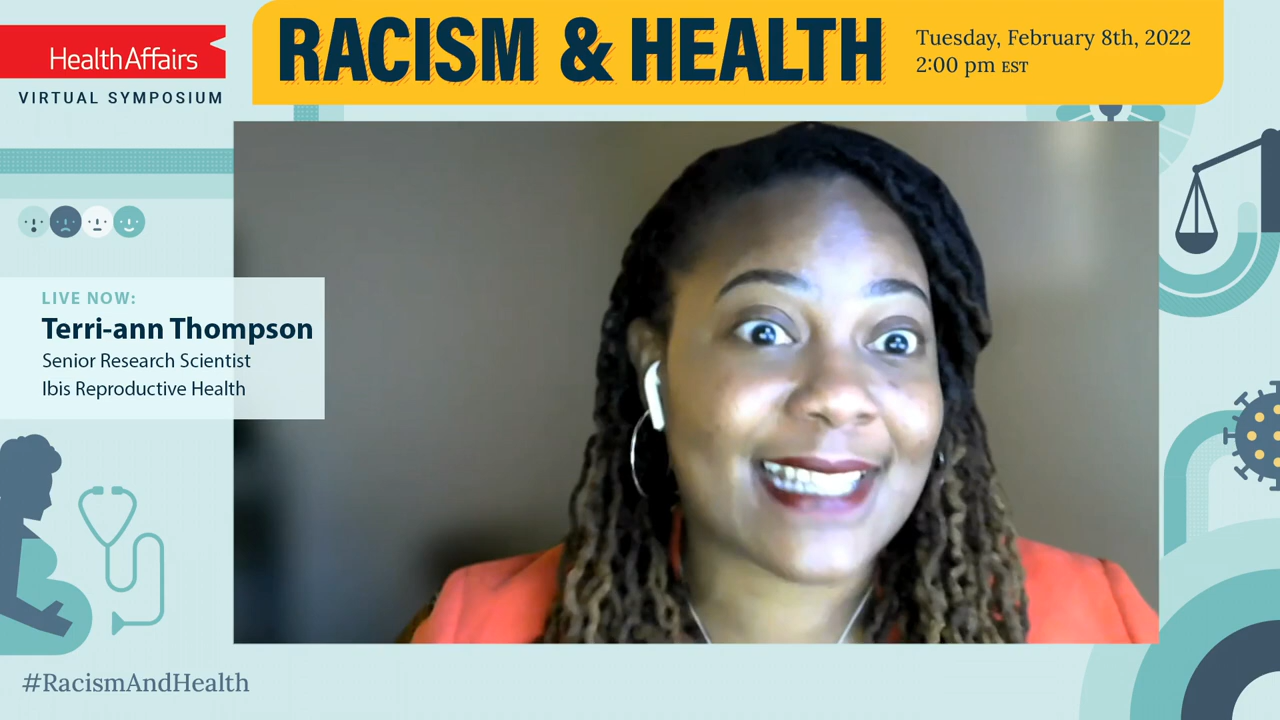 HealthAffairs
VIRTUAL SYMPOSIUM
RACISM & HEALTH
Tuesday, February 8th, 2022
2:00 pm EST
LIVE NOW:
Terri-ann Thompson
Senior Research Scientist
Ibis Reproductive Health
#RacismAndHealth